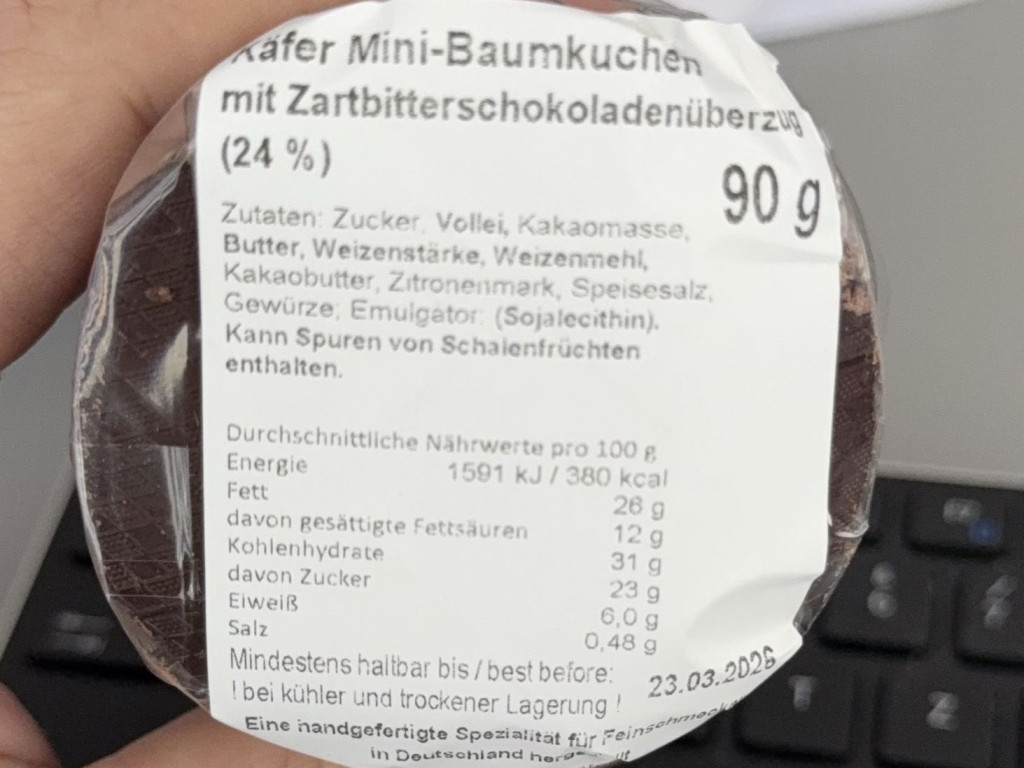 Käfer Mini-Baumkuchen
mit Zartbitterschokoladenüberzug
(24 %)
90 g
Zutaten: Zucker, Vollei, Kakaomasse,
Butter, Weizenstärke, Weizenmehl,
Kakaobutter, Zitronenmark, Speisesalz,
Gewürze; Emulgator: (Sojalecithin).
Kann Spuren von Schalenfrüchten
enthalten.
Durchschnittliche Nährwerte pro 100 g
Energie 1591 kJ / 380 kcal
Fett 26 g
davon gesättigte Fettsäuren 12 g
Kohlenhydrate 31 g
davon Zucker 23 g
Eiweiß 6,0 g
Salz 0,48 g
Mindestens haltbar bis / best before: 23.03.2026
! bei kühler und trockener Lagerung !
Eine handgefertigte Spezialität für
in Deutschland